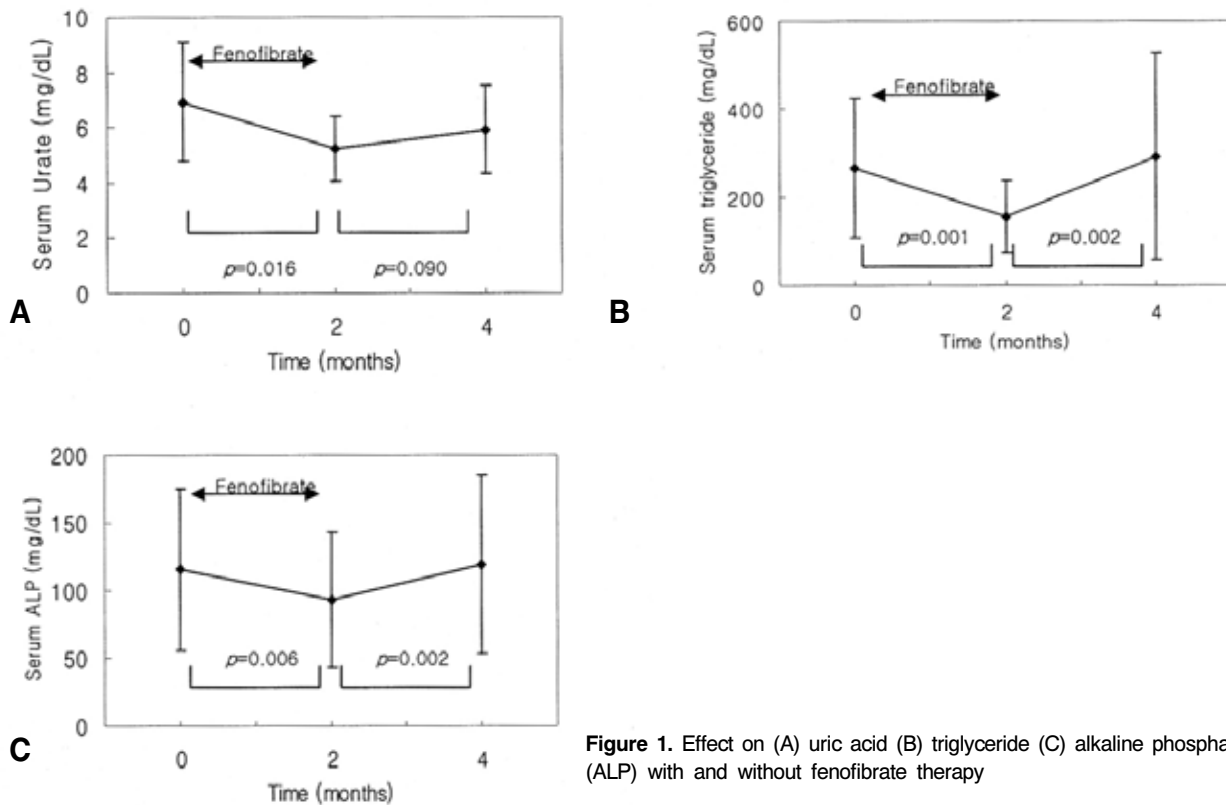 10
8
6
4
2
0
Serum Urate (mg/dL)
Fenofibrate
p=0.016
p=0.090
0 2 4
Time (months)
A
600
400
200
0
Serum triglyceride (mg/dL)
Fenofibrate
p=0.001
p=0.002
0 2 4
Time (months)
B
200
150
100
50
0
Serum ALP (mg/dL)
Fenofibrate
p=0.006
p=0.002
0 2 4
Time (months)
C
Figure 1. Effect on (A) uric acid (B) triglyceride (C) alkaline phospha
(ALP) with and without fenofibrate therapy